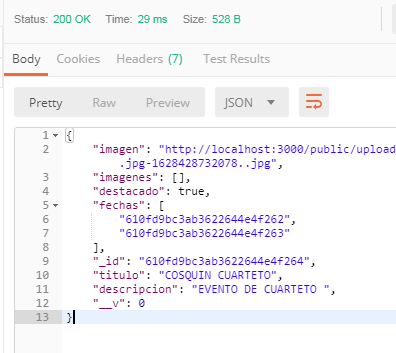 Status: 200 OK Time: 29 ms Size: 528 B
Body Cookies Headers (7) Test Results
Pretty Raw Preview JSON
1 {
2 "imagen": "http://localhost:3000/public/upload
.jpg-1628428732078..jpg",
3 "imagenes": [],
4 "destacado": true,
5 "fechas": [
6 "610fd9bc3ab3622644e4f262",
7 "610fd9bc3ab3622644e4f263"
8 ],
9 "_id": "610fd9bc3ab3622644e4f264",
10 "titulo": "COSQUIN CUARTETO",
11 "descripcion": "EVENTO DE CUARTETO ",
12 "__v": 0
13 }